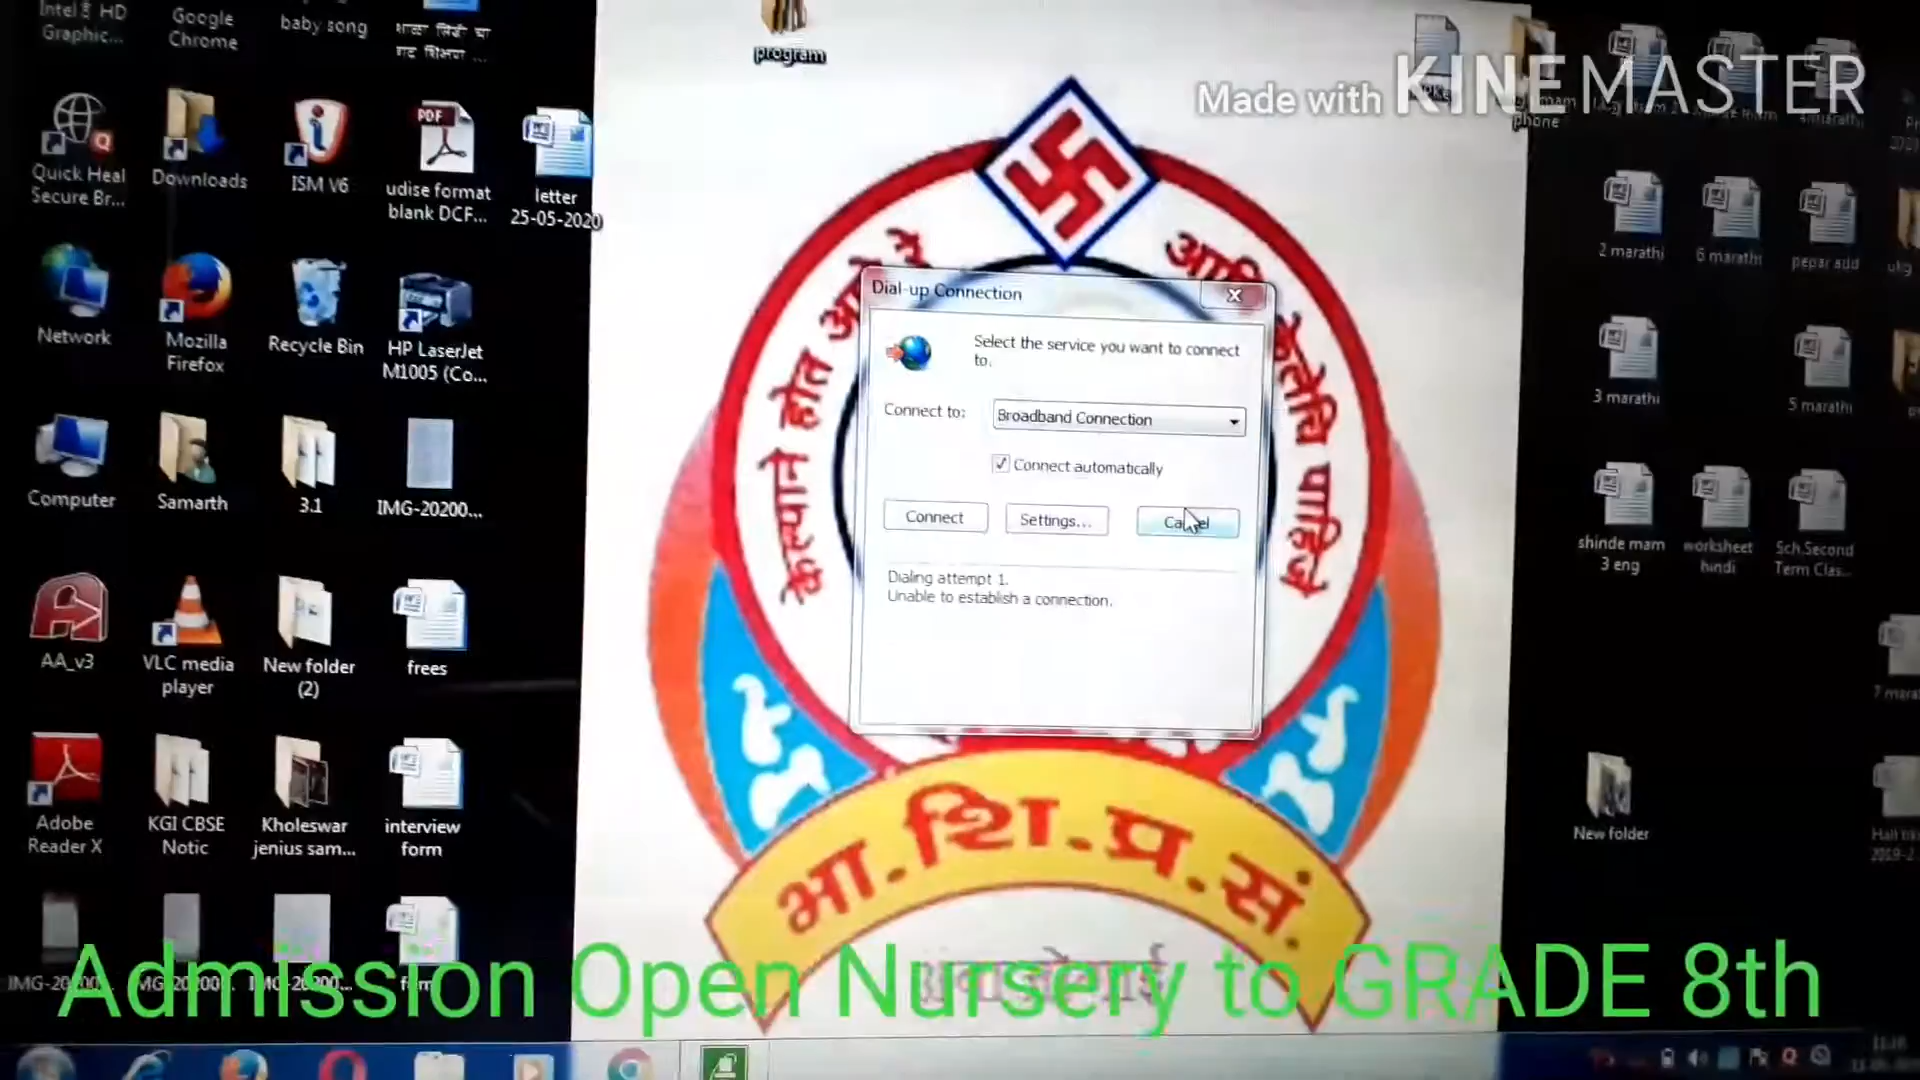 Intel® HD
Graphic...
Google
Chrome
baby song
program
Made with KINEMASTER
phone
Quick Heal
Secure Br...
Downloads
ISM V6
PDF
udise format
blank DCF...
letter
25-05-2020
2 marathi
6 marathi
pepar add
ukg
Network
Mozilla
Firefox
Recycle Bin
HP LaserJet
M1005 (Co...
Dial-up Connection
Select the service you want to connect
to.
Connect to:
Broadband Connection
Connect automatically
Connect
Settings...
Cancel
Dialing attempt 1.
Unable to establish a connection.
केल्याने होत आहे रे
पाहिजे
3 marathi
5 marathi
Computer
Samarth
3.1
IMG-20200...
shinde mam
3 eng
worksheet
hindi
Sch.Second
Term Clas...
AA_v3
VLC media
player
New folder
(2)
frees
Adobe
Reader X
KGI CBSE
Notic
Kholeswar
jenius sam...
interview
form
New folder
भा.शि.प्र.सं.
Admission Open Nursery to GRADE 8th